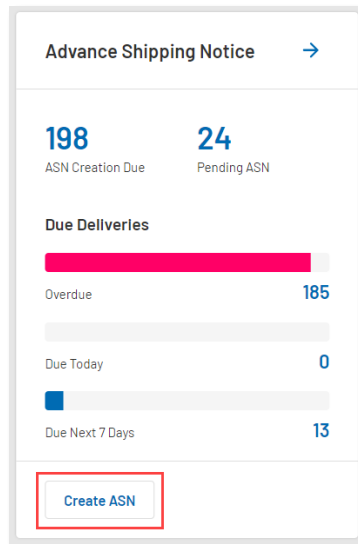 Advance Shipping Notice
198
24
ASN Creation Due
Pending ASN
Due Deliveries
Overdue
185
Due Today
0
Due Next 7 Days
13
Create ASN